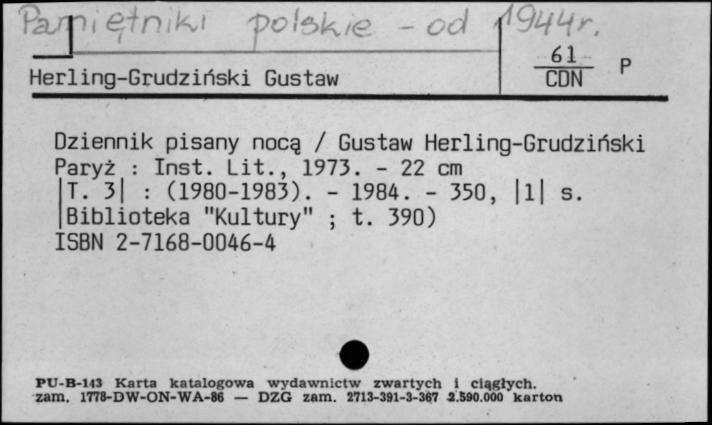 Pamiętniki polskie - od 1944r.
61
CDN P
Herling-Grudziński Gustaw
Dziennik pisany nocą / Gustaw Herling-Grudziński
Paryż : Inst. Lit., 1973. - 22 cm
|T. 3| : (1980-1983). - 1984. - 350, |1| s.
|Biblioteka "Kultury" ; t. 390)
ISBN 2-7168-0046-4
PU-B-143 Karta katalogowa wydawnictw zwartych i ciągłych.
zam. 1778-DW-ON-WA-86 — DZG zam. 2713-391-3-367 2.590.000 karton